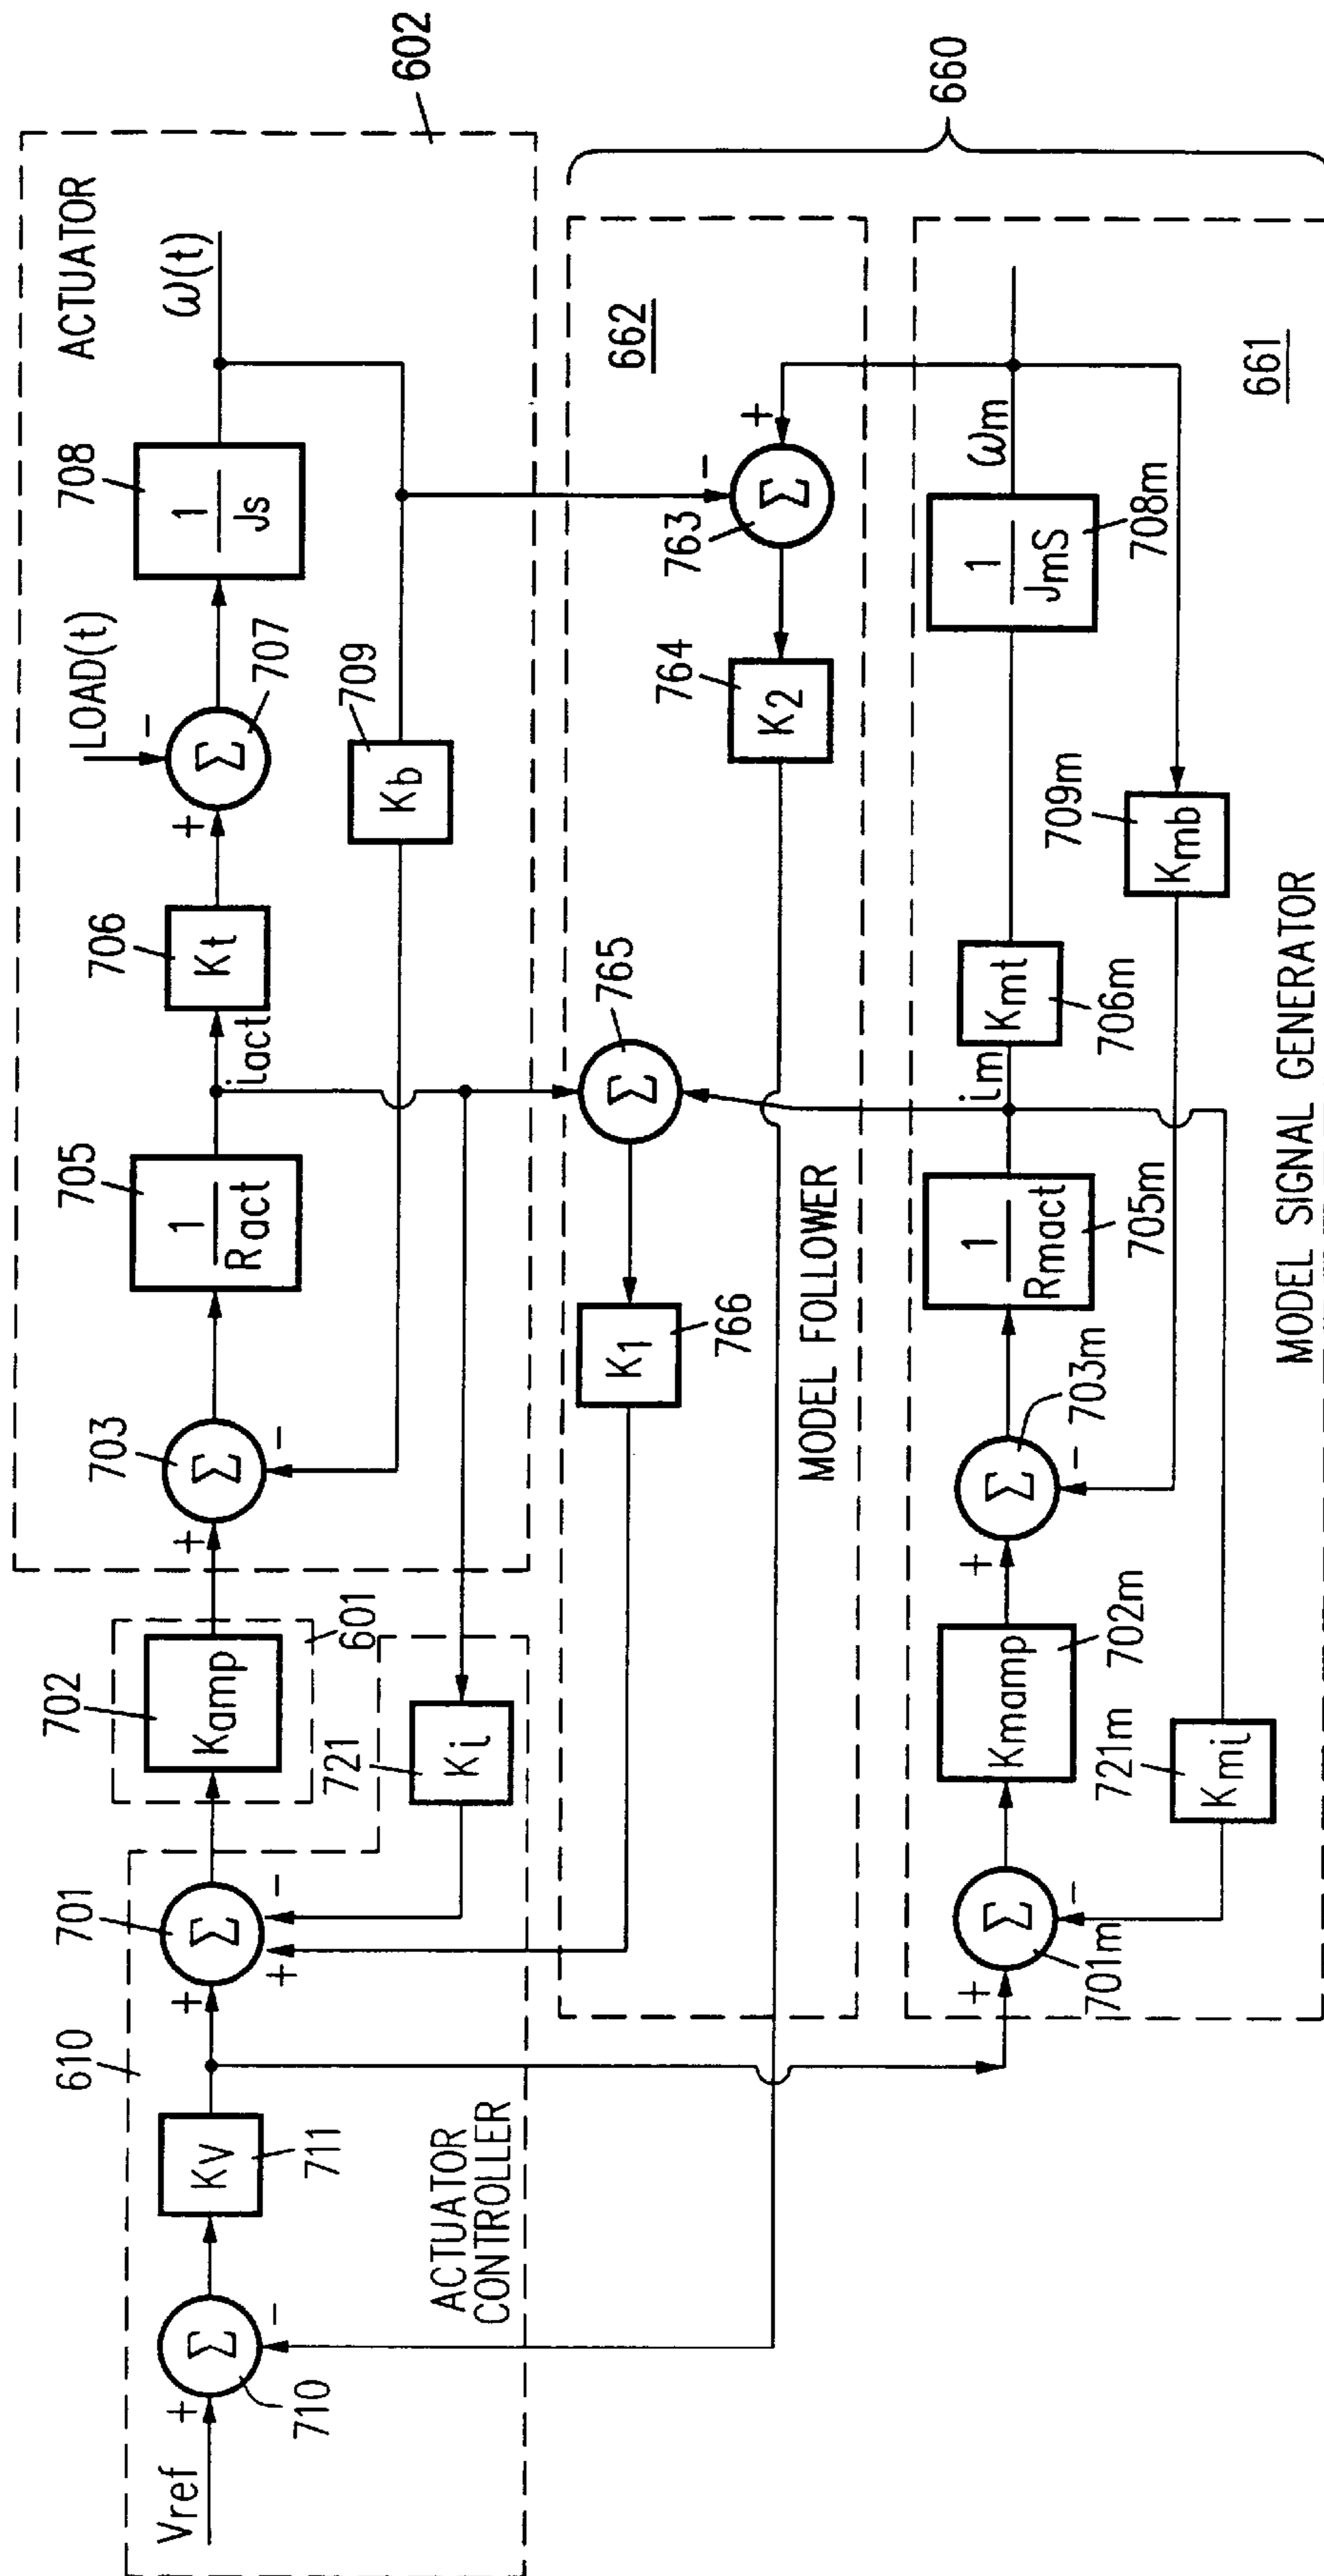 ACTUATOR
602
LOAD(t)
-
708
1
Js
ω(t)
707
Σ
+
706
Kt
709
Kb
705
1
Ract
iact
703
Σ
+
-
702
Kamp
601
701
Σ
+
+
-
721
Ki
610
Kv
711
Σ
+
-
710
Vref
ACTUATOR
CONTROLLER
660
662
763
Σ
-
+
764
K2
765
Σ
K1
766
MODEL FOLLOWER
661
ωm
1
JmS
708m
709m
Kmb
Kmt
706m
im
1
Rmact
705m
703m
Σ
+
-
Kmamp
702m
721m
Kmi
Σ
+
-
701m
MODEL SIGNAL GENERATOR